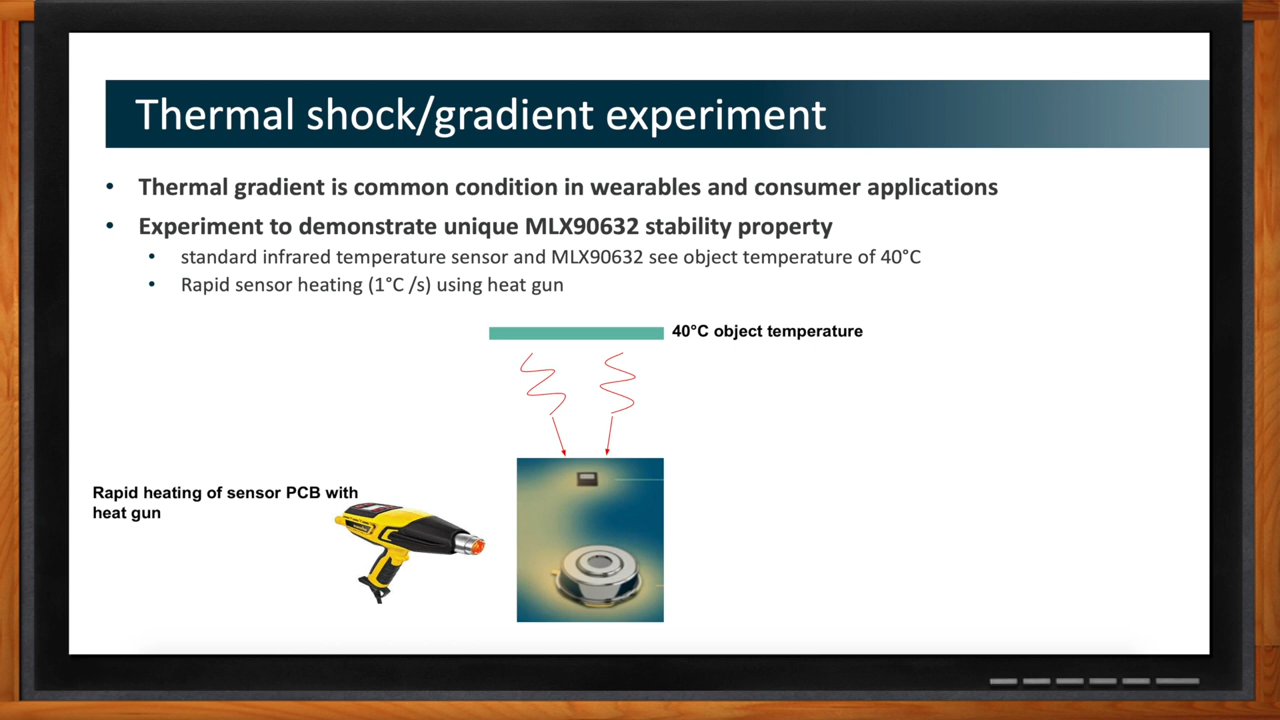 Thermal shock/gradient experiment
• Thermal gradient is common condition in wearables and consumer applications
• Experiment to demonstrate unique MLX90632 stability property
• standard infrared temperature sensor and MLX90632 see object temperature of 40°C
• Rapid sensor heating (1°C /s) using heat gun
40°C object temperature
Rapid heating of sensor PCB with
heat gun